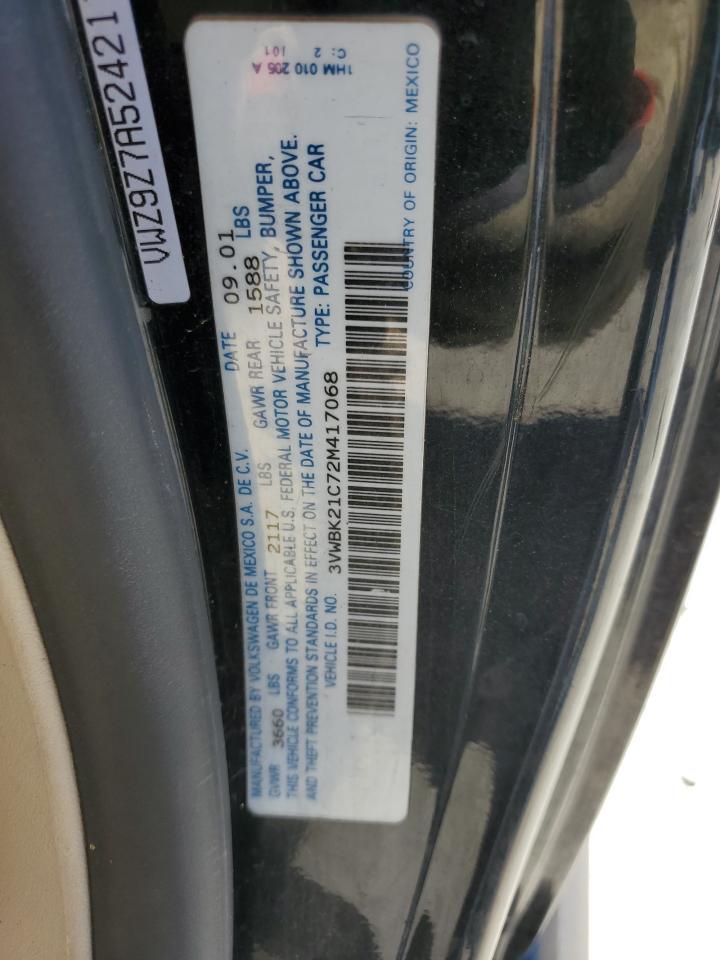 VWZ9Z7A524421
MANUFACTURED BY VOLKSWAGEN DE MEXICO S.A. DE C.V. DATE 09.01
GVWR 3660 LBS GAWR FRONT 2117 LBS GAWR REAR 1588 LBS
THIS VEHICLE CONFORMS TO ALL APPLICABLE U.S. FEDERAL MOTOR VEHICLE SAFETY, BUMPER,
AND THEFT PREVENTION STANDARDS IN EFFECT ON THE DATE OF MANUFACTURE SHOWN ABOVE.
VEHICLE I.D. NO. 3VWBK21C72M417068 TYPE: PASSENGER CAR
COUNTRY OF ORIGIN: MEXICO
1HM 010 205 A
C: 2
101